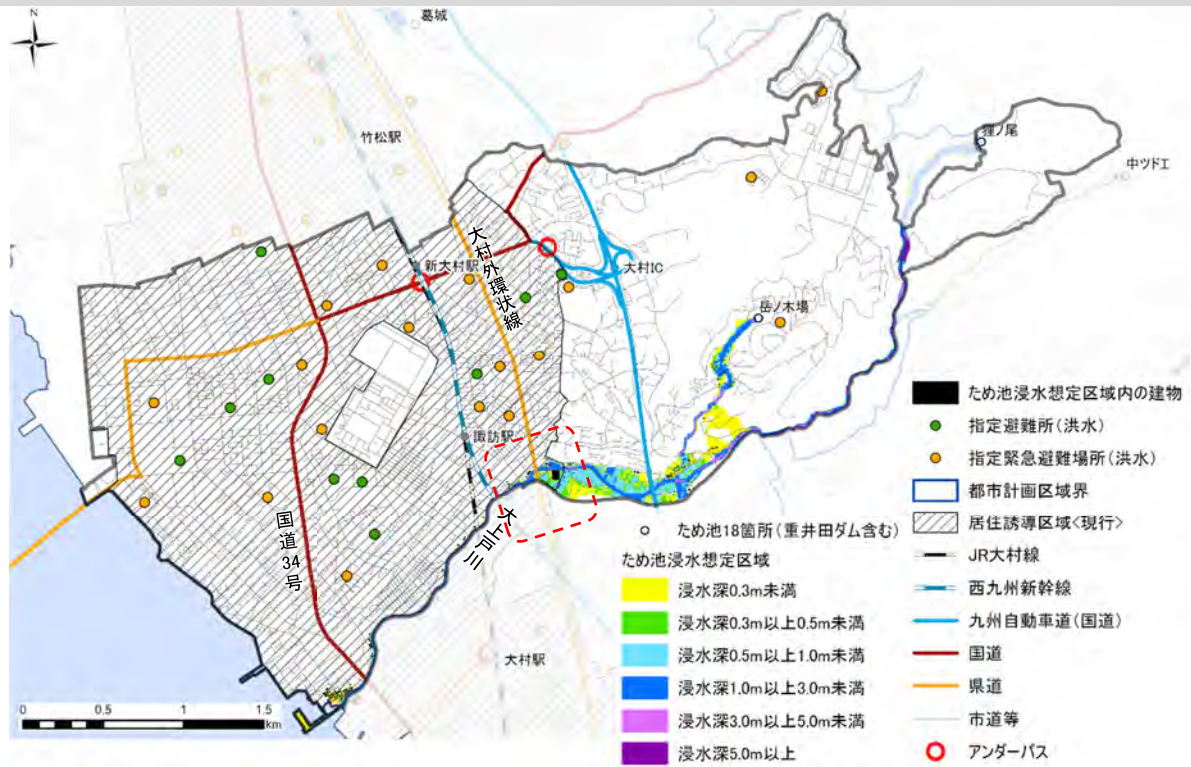 N
葛城
竹松駅
狸ノ尾
中ツドエ
大村外環状線
新大村駅
大村IC
岳ノ木場
諏訪駅
大上戸川
国道34号
大村駅
0 0.5 1 1.5
km
ため池18箇所(重井田ダム含む)
ため池浸水想定区域
浸水深0.3m未満
浸水深0.3m以上0.5m未満
浸水深0.5m以上1.0m未満
浸水深1.0m以上3.0m未満
浸水深3.0m以上5.0m未満
浸水深5.0m以上
ため池浸水想定区域内の建物
指定避難所(洪水)
指定緊急避難場所(洪水)
都市計画区域界
居住誘導区域<現行>
JR大村線
西九州新幹線
九州自動車道(国道)
国道
県道
市道等
アンダーパス